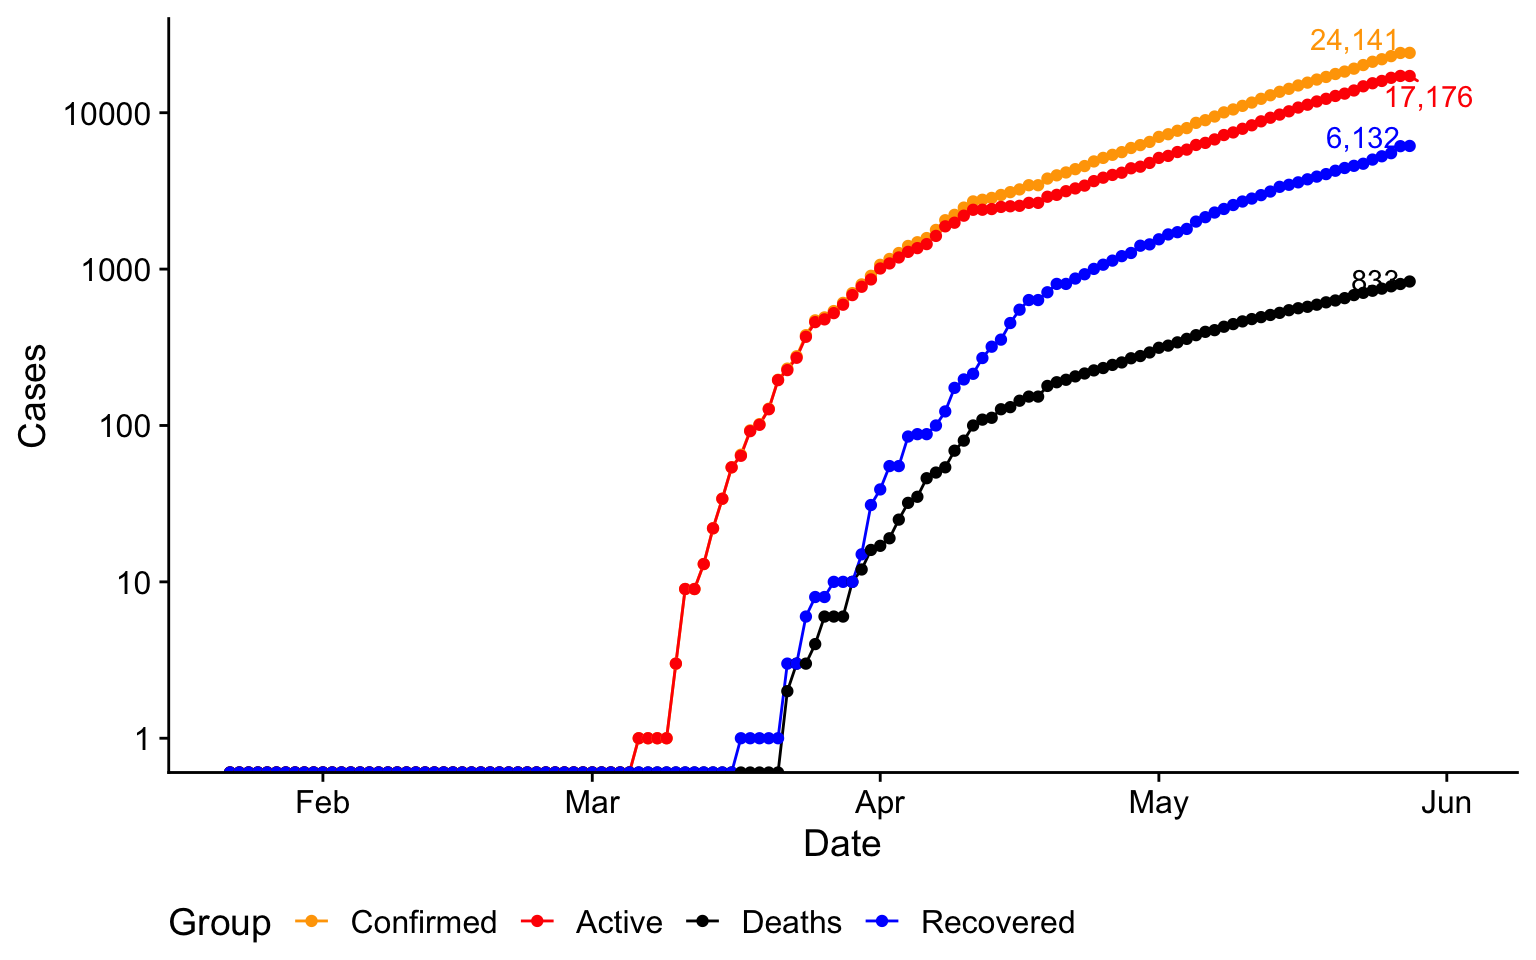 24,141
17,176
6,132
833
10000
1000
100
10
1
Cases
Feb Mar Apr May Jun
Date
Group Confirmed Active Deaths Recovered